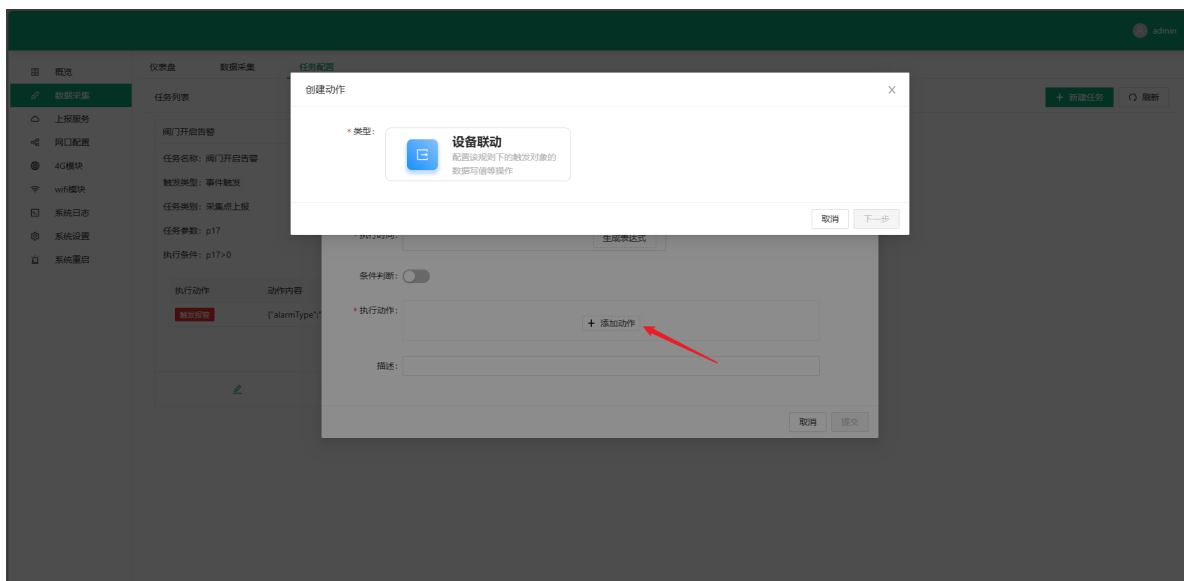 admin
概览
数据采集
上报服务
网口配置
4G模块
wifi模块
系统日志
系统设置
系统重启
仪表盘 数据采集 任务配置
任务列表
+ 新建任务 刷新
阀门开启告警
任务名称: 阀门开启告警
触发类型: 事件触发
任务类别: 采集点上报
任务参数: p17
执行条件: p17>0
执行动作 动作内容
触发报警 {"alarmType":"
创建动作
* 类型:
设备联动
配置该规则下的触发对象的
数据写值等操作
取消 下一步
* 执行时间: 生成表达式
条件判断:
* 执行动作:
+ 添加动作
描述:
取消 提交